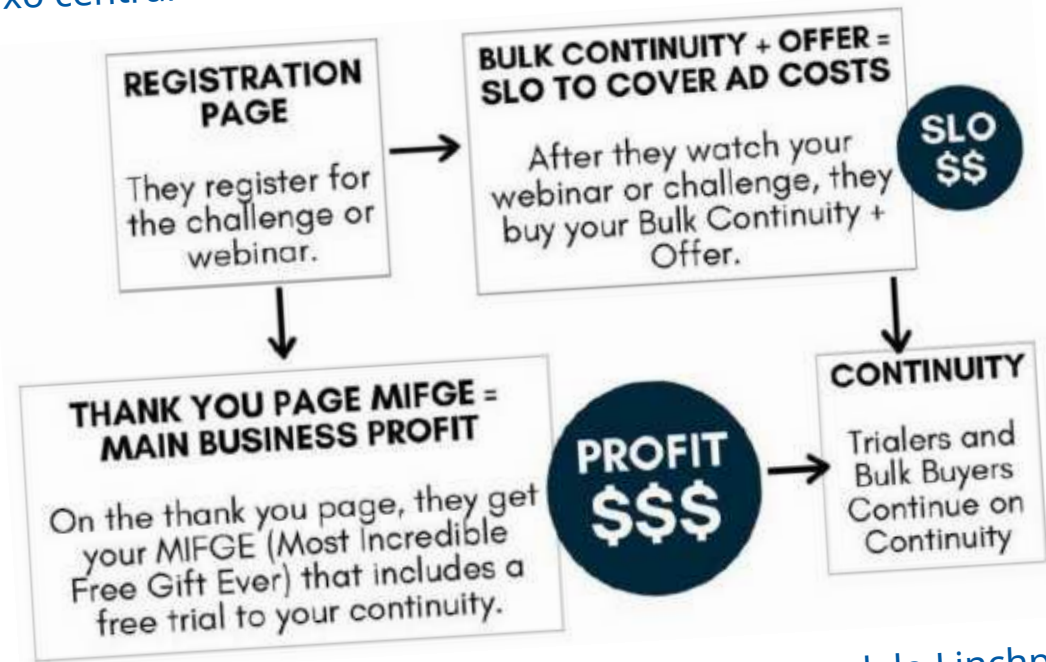 REGISTRATION
PAGE
They register for
the challenge or
webinar.
BULK CONTINUITY + OFFER =
SLO TO COVER AD COSTS
After they watch your
webinar or challenge, they
buy your Bulk Continuity +
Offer.
SLO
$$
THANK YOU PAGE MIFGE =
MAIN BUSINESS PROFIT
On the thank you page, they get
your MIFGE (Most Incredible
Free Gift Ever) that includes a
free trial to your continuity.
PROFIT
$$$
CONTINUITY
Trialers and
Bulk Buyers
Continue on
Continuity